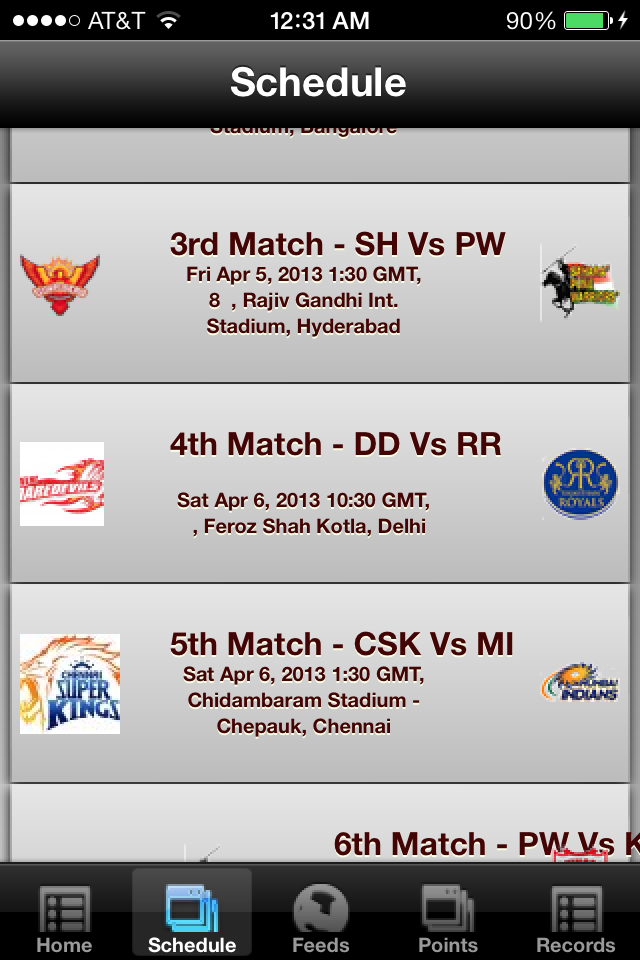 AT&T 12:31 AM 90%
Schedule
Stadium, Bangalore
3rd Match - SH Vs PW
Fri Apr 5, 2013 1:30 GMT,
8 , Rajiv Gandhi Int.
Stadium, Hyderabad
4th Match - DD Vs RR
Sat Apr 6, 2013 10:30 GMT,
, Feroz Shah Kotla, Delhi
DAREDEVILS
ROYALS
5th Match - CSK Vs MI
Sat Apr 6, 2013 1:30 GMT,
Chidambaram Stadium -
Chepauk, Chennai
CHENNAI
SUPER
KINGS
INDIANS
6th Match - PW Vs K
Home Schedule Feeds Points Records